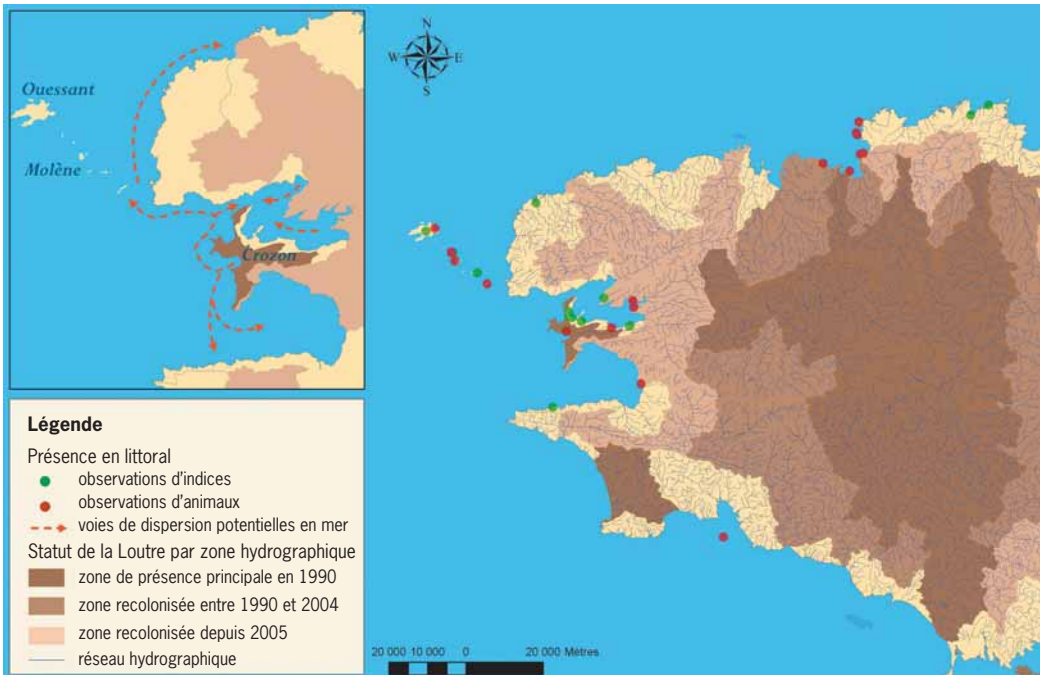 Ouessant
Molène
Crozon
N
W E
S
Légende
Présence en littoral
observations d'indices
observations d'animaux
voies de dispersion potentielles en mer
Statut de la Loutre par zone hydrographique
zone de présence principale en 1990
zone recolonisée entre 1990 et 2004
zone recolonisée depuis 2005
réseau hydrographique
20 000 10 000 0 20 000 Mètres